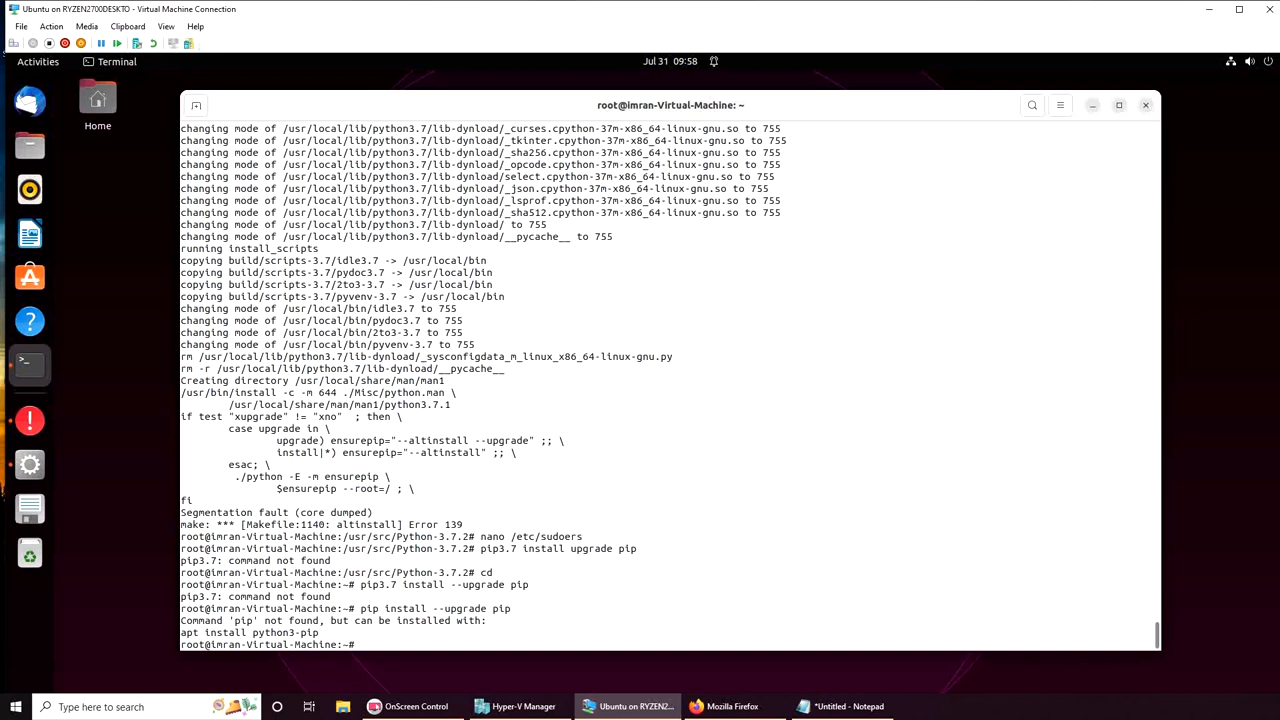 Ubuntu on RYZEN2700DESKTO - Virtual Machine Connection
File Action Media View Clipboard View Help
Activities Terminal Jul 31 09:58
Home
root@imran-Virtual-Machine: ~
changing mode of /usr/local/lib/python3.7/lib-dynload/_curses.cpython-37m-x86_64-linux-gnu.so to 755
changing mode of /usr/local/lib/python3.7/lib-dynload/_tkinter.cpython-37m-x86_64-linux-gnu.so to 755
changing mode of /usr/local/lib/python3.7/lib-dynload/_sha256.cpython-37m-x86_64-linux-gnu.so to 755
changing mode of /usr/local/lib/python3.7/lib-dynload/_opcode.cpython-37m-x86_64-linux-gnu.so to 755
changing mode of /usr/local/lib/python3.7/lib-dynload/select.cpython-37m-x86_64-linux-gnu.so to 755
changing mode of /usr/local/lib/python3.7/lib-dynload/_json.cpython-37m-x86_64-linux-gnu.so to 755
changing mode of /usr/local/lib/python3.7/lib-dynload/_lsprof.cpython-37m-x86_64-linux-gnu.so to 755
changing mode of /usr/local/lib/python3.7/lib-dynload/_sha512.cpython-37m-x86_64-linux-gnu.so to 755
changing mode of /usr/local/lib/python3.7/lib-dynload/ to 755
changing mode of /usr/local/lib/python3.7/lib-dynload/__pycache__ to 755
running install_scripts
copying build/scripts-3.7/idle3.7 -> /usr/local/bin
copying build/scripts-3.7/pydoc3.7 -> /usr/local/bin
copying build/scripts-3.7/2to3-3.7 -> /usr/local/bin
copying build/scripts-3.7/pyvenv-3.7 -> /usr/local/bin
changing mode of /usr/local/bin/idle3.7 to 755
changing mode of /usr/local/bin/pydoc3.7 to 755
changing mode of /usr/local/bin/2to3-3.7 to 755
changing mode of /usr/local/bin/pyvenv-3.7 to 755
rm /usr/local/lib/python3.7/lib-dynload/_sysconfigdata_m_linux_x86_64-linux-gnu.py
rm -r /usr/local/lib/python3.7/lib-dynload/__pycache__
Creating directory /usr/local/share/man/man1
/usr/bin/install -c -m 644 ./Misc/python.man \
/usr/local/share/man/man1/python3.7.1
if test "xupgrade" != "xno" ; then \
case upgrade in \
upgrade) ensurepip="--altinstall --upgrade" ;; \
install|*) ensurepip="--altinstall" ;; \
esac; \
./python -E -m ensurepip \
$ensurepip --root=/ ; \
fi
Segmentation fault (core dumped)
make: *** [Makefile:1140: altinstall] Error 139
root@imran-Virtual-Machine:/usr/src/Python-3.7.2# nano /etc/sudoers
root@imran-Virtual-Machine:/usr/src/Python-3.7.2# pip3.7 install upgrade pip
pip3.7: command not found
root@imran-Virtual-Machine:/usr/src/Python-3.7.2# cd
root@imran-Virtual-Machine:~# pip3.7 install --upgrade pip
pip3.7: command not found
root@imran-Virtual-Machine:~# pip install --upgrade pip
Command 'pip' not found, but can be installed with:
apt install python3-pip
root@imran-Virtual-Machine:~#
Type here to search OnScreen Control Hyper-V Manager Ubuntu on RYZEN2... Mozilla Firefox *Untitled - Notepad